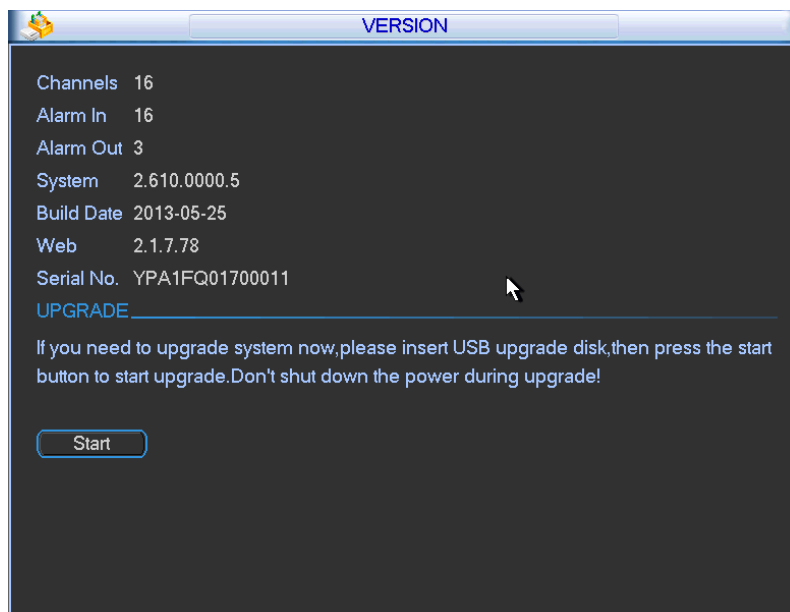 VERSION
Channels 16
Alarm In 16
Alarm Out 3
System 2.610.0000.5
Build Date 2013-05-25
Web 2.1.7.78
Serial No. YPA1FQ01700011
UPGRADE
If you need to upgrade system now,please insert USB upgrade disk,then press the start
button to start upgrade.Don't shut down the power during upgrade!
Start